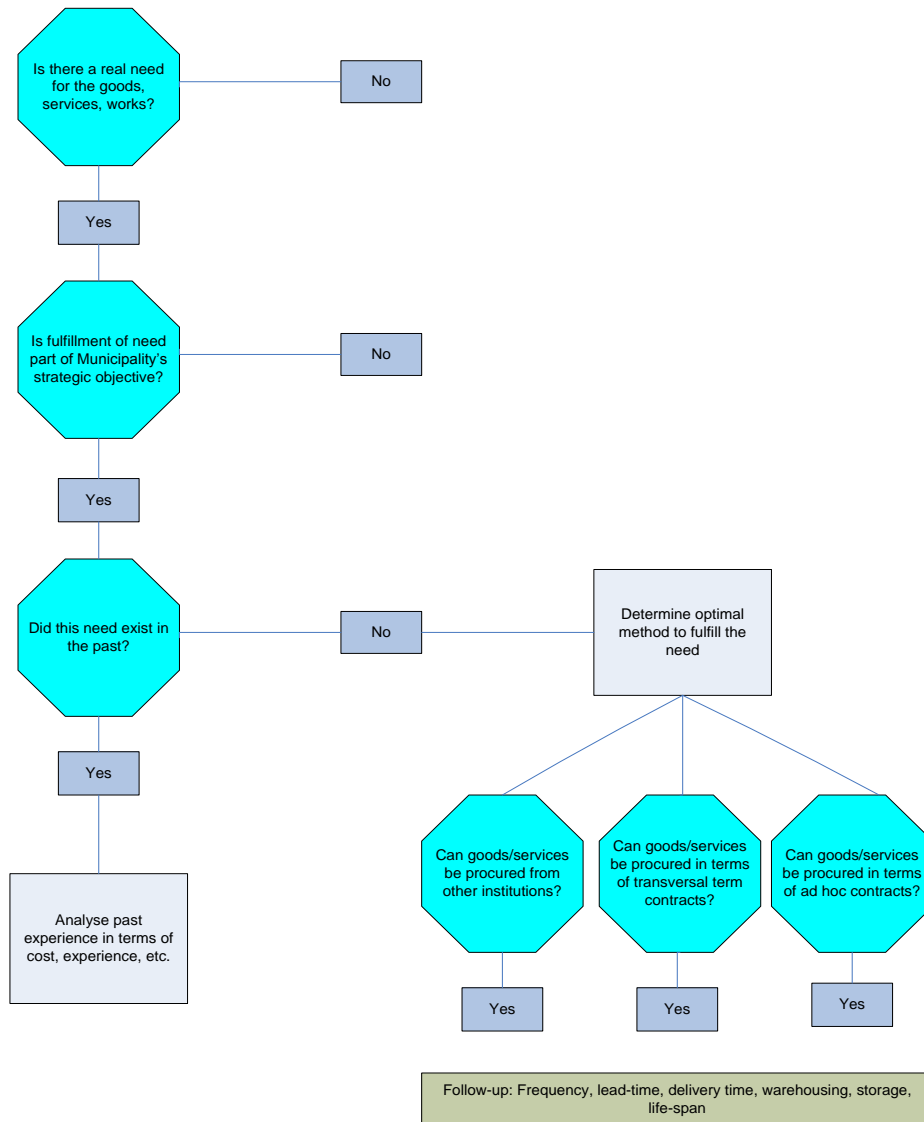 Is there a real need
for the goods,
services, works?
No
Yes
Is fulfillment of need
part of Municipality’s
strategic objective?
No
Yes
Did this need exist in
the past?
No
Determine optimal
method to fulfill the
need
Yes
Analyse past
experience in terms of
cost, experience, etc.
Can goods/services
be procured from
other institutions?
Can goods/services
be procured in terms
of transversal term
contracts?
Can goods/services
be procured in terms
of ad hoc contracts?
Yes
Yes
Yes
Follow-up: Frequency, lead-time, delivery time, warehousing, storage,
life-span